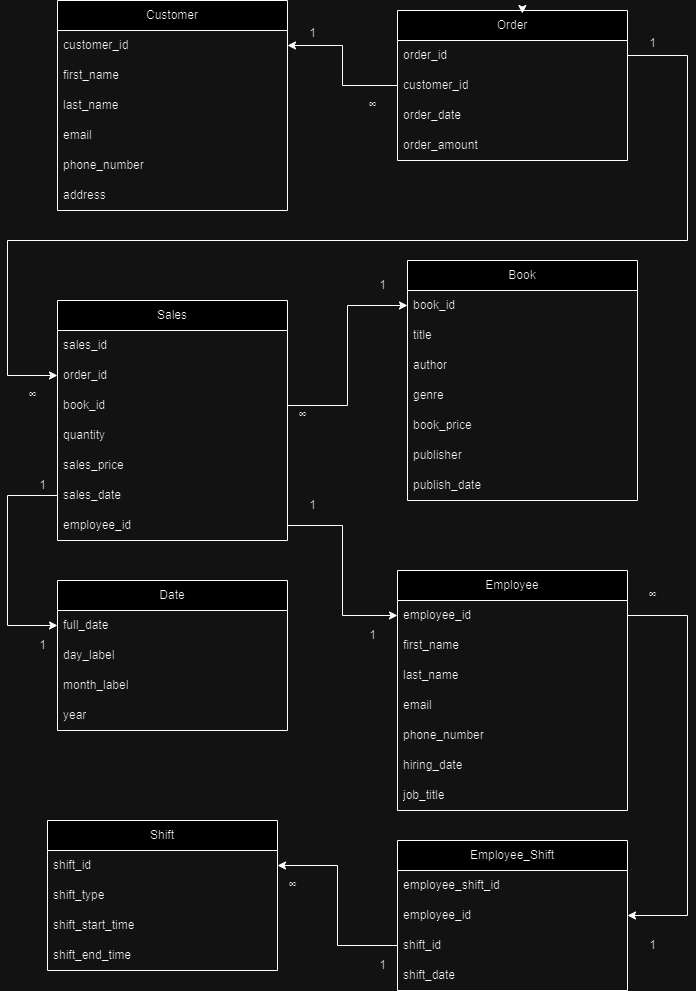 Customer
customer_id
first_name
last_name
email
phone_number
address
1
∞
Order
order_id
customer_id
order_date
order_amount
1
Sales
sales_id
order_id
book_id
quantity
sales_price
sales_date
employee_id
∞
1
∞
1
1
Book
book_id
title
author
genre
book_price
publisher
publish_date
Date
full_date
day_label
month_label
year
1
1
Employee
employee_id
first_name
last_name
email
phone_number
hiring_date
job_title
∞
Shift
shift_id
shift_type
shift_start_time
shift_end_time
∞
1
Employee_Shift
employee_shift_id
employee_id
shift_id
shift_date
1